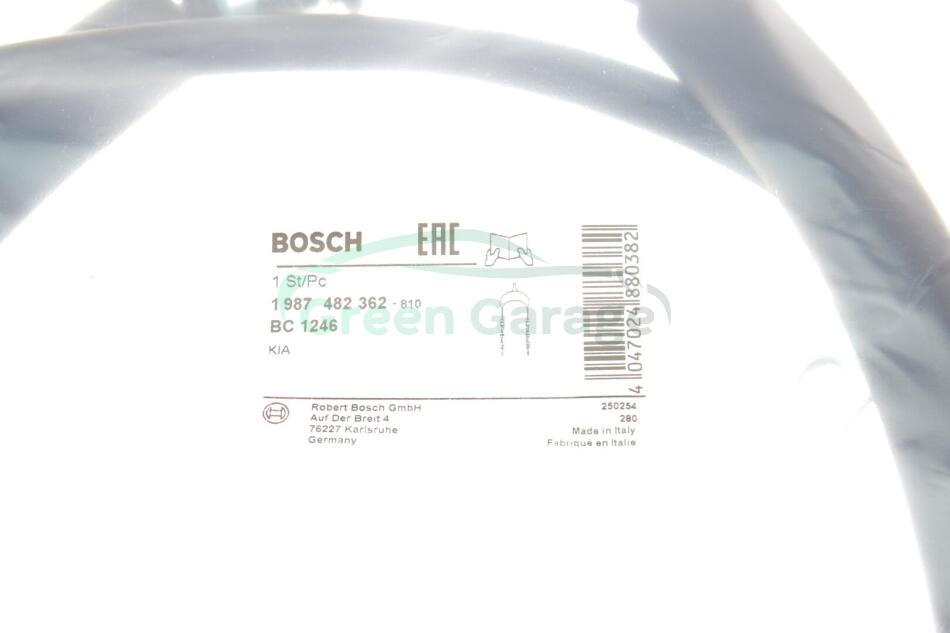 BOSCH
EAC
1 St/Pc
1 987 482 362 - 810
BC 1246
KIA
Green Garage
4 047024 880382
Robert Bosch GmbH
Auf Der Breit 4
76227 Karlsruhe
Germany
250254
280
Made in Italy
Fabriqué en Italie